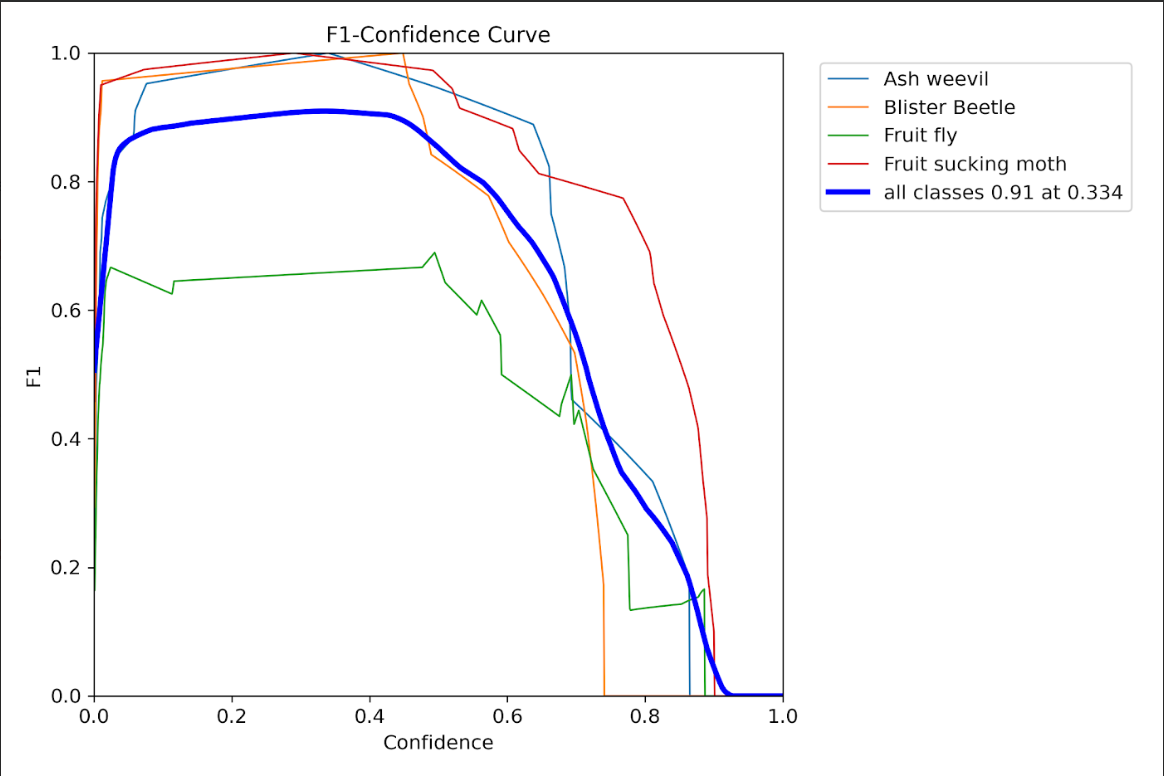 F1-Confidence Curve
1.0
0.8
0.6
0.4
0.2
0.0
F1
0.0 0.2 0.4 0.6 0.8 1.0
Confidence
Ash weevil
Blister Beetle
Fruit fly
Fruit sucking moth
all classes 0.91 at 0.334